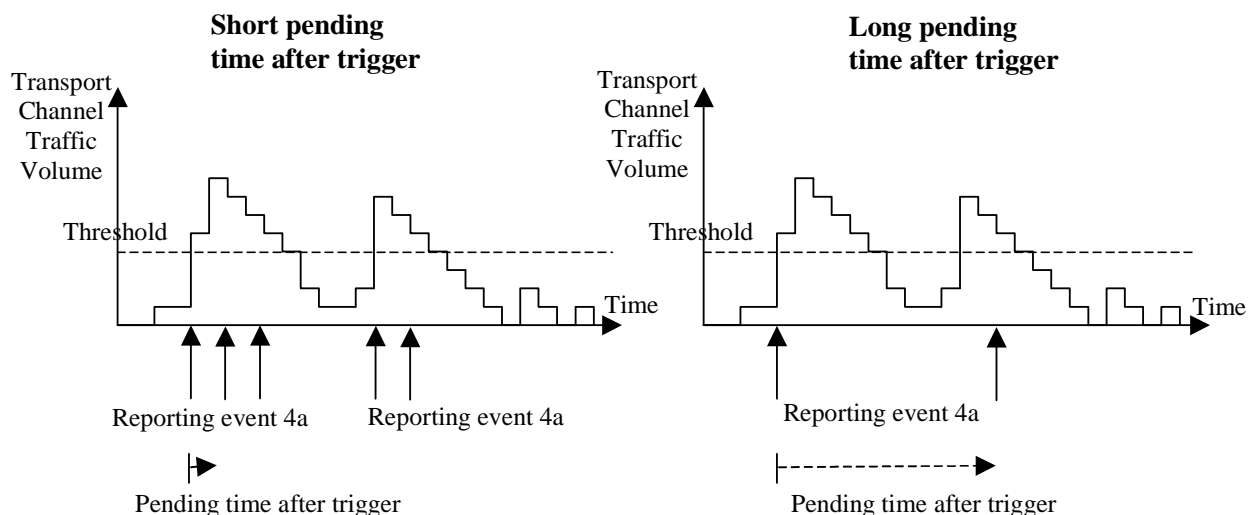 Short pending
time after trigger
Transport
Channel
Traffic
Volume
Threshold
Time
Reporting event 4a
Reporting event 4a
Pending time after trigger
Long pending
time after trigger
Transport
Channel
Traffic
Volume
Threshold
Time
Reporting event 4a
Pending time after trigger